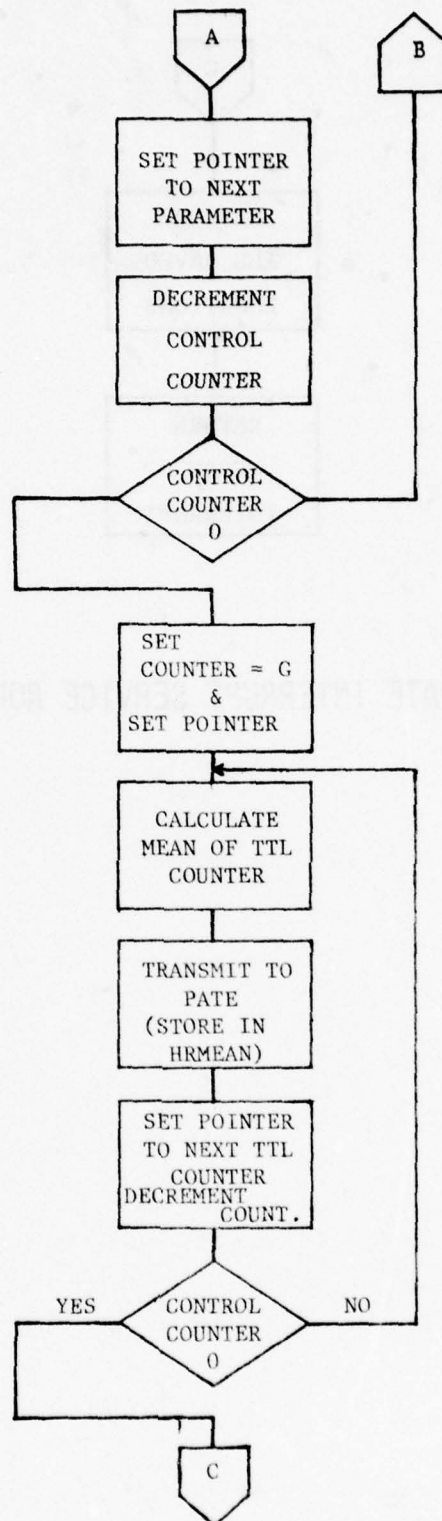 A
B
SET POINTER
TO NEXT
PARAMETER
DECREMENT
CONTROL
COUNTER
CONTROL
COUNTER
0
SET
COUNTER = G
&
SET POINTER
CALCULATE
MEAN OF TTL
COUNTER
TRANSMIT TO
PATE
(STORE IN
HRMEAN)
SET POINTER
TO NEXT TTL
COUNTER
DECREMENT
COUNT.
YES
CONTROL
COUNTER
0
NO
C